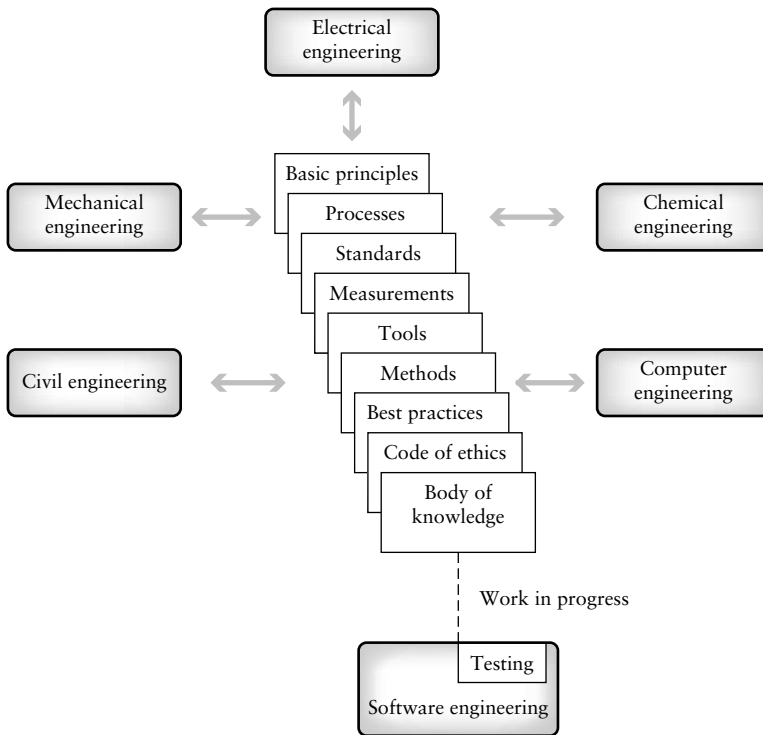 Electrical
engineering
Basic principles
Mechanical
engineering
Processes
Chemical
engineering
Standards
Measurements
Tools
Civil engineering
Methods
Computer
engineering
Best practices
Code of ethics
Body of
knowledge
Work in progress
Testing
Software engineering